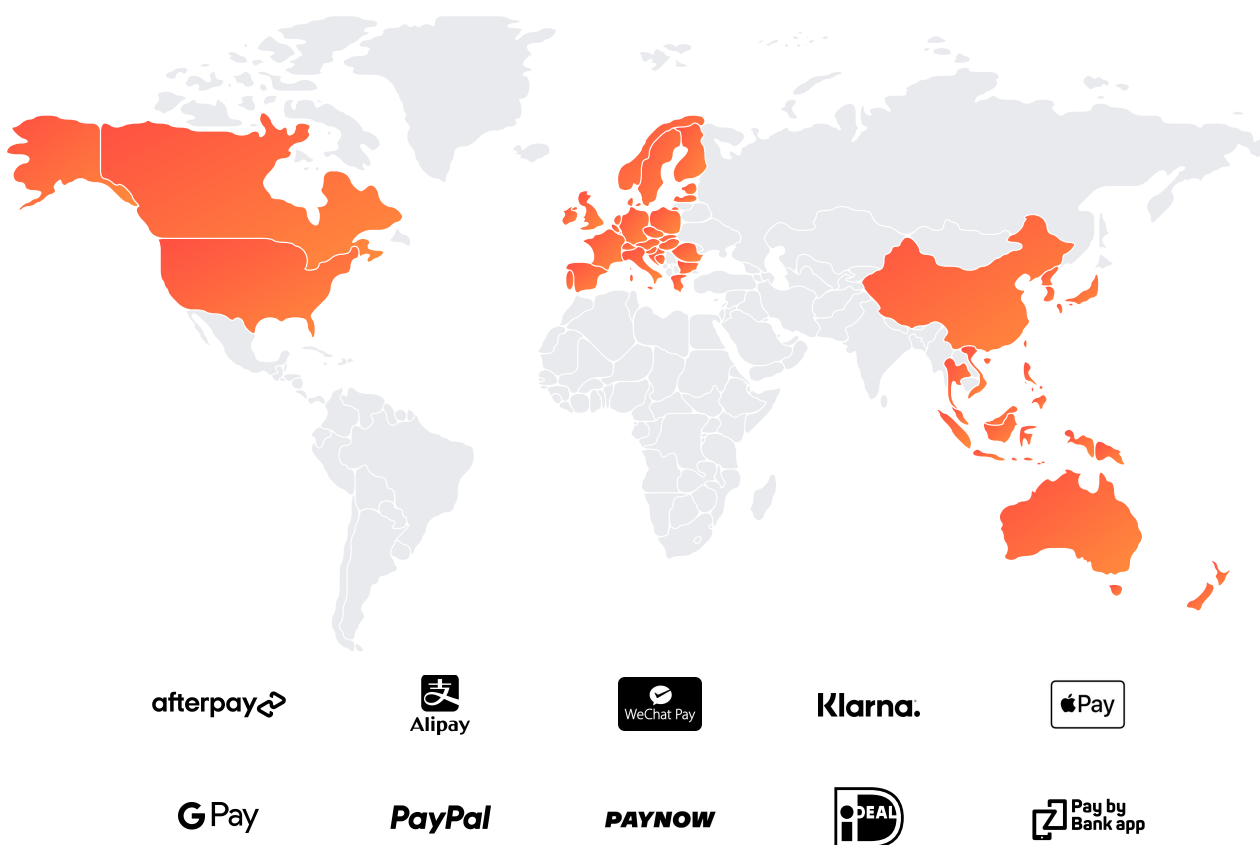 afterpay
支
Alipay
WeChat Pay
Klarna.
Pay
G Pay
PayPal
PAYNOW
iDEAL
Pay by
Bank app